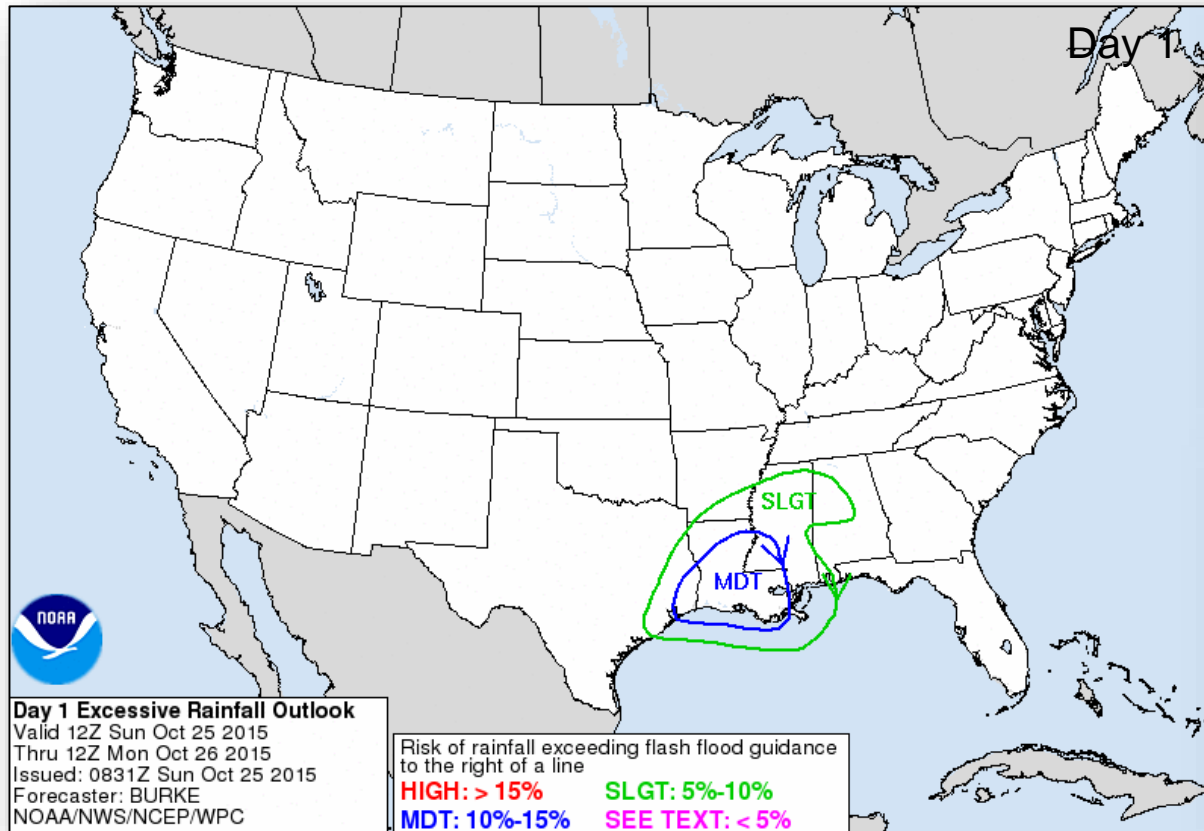 Day 1
SLGT
MDT
NOAA
Day 1 Excessive Rainfall Outlook
Valid 12Z Sun Oct 25 2015
Thru 12Z Mon Oct 26 2015
Issued: 0831Z Sun Oct 25 2015
Forecaster: BURKE
NOAA/NWS/NCEP/WPC
Risk of rainfall exceeding flash flood guidance
to the right of a line
HIGH: > 15% SLGT: 5%-10%
MDT: 10%-15% SEE TEXT: < 5%